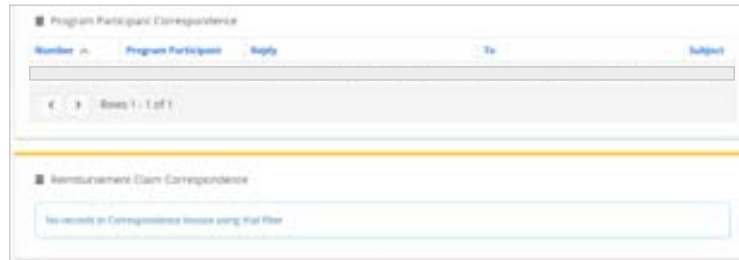 Program Participant Correspondence
Number Program Participant Reply To Subject
Rows 1 - 1 of 1
Reimbursement Claim Correspondence
No records in Correspondence Invoice using that filter